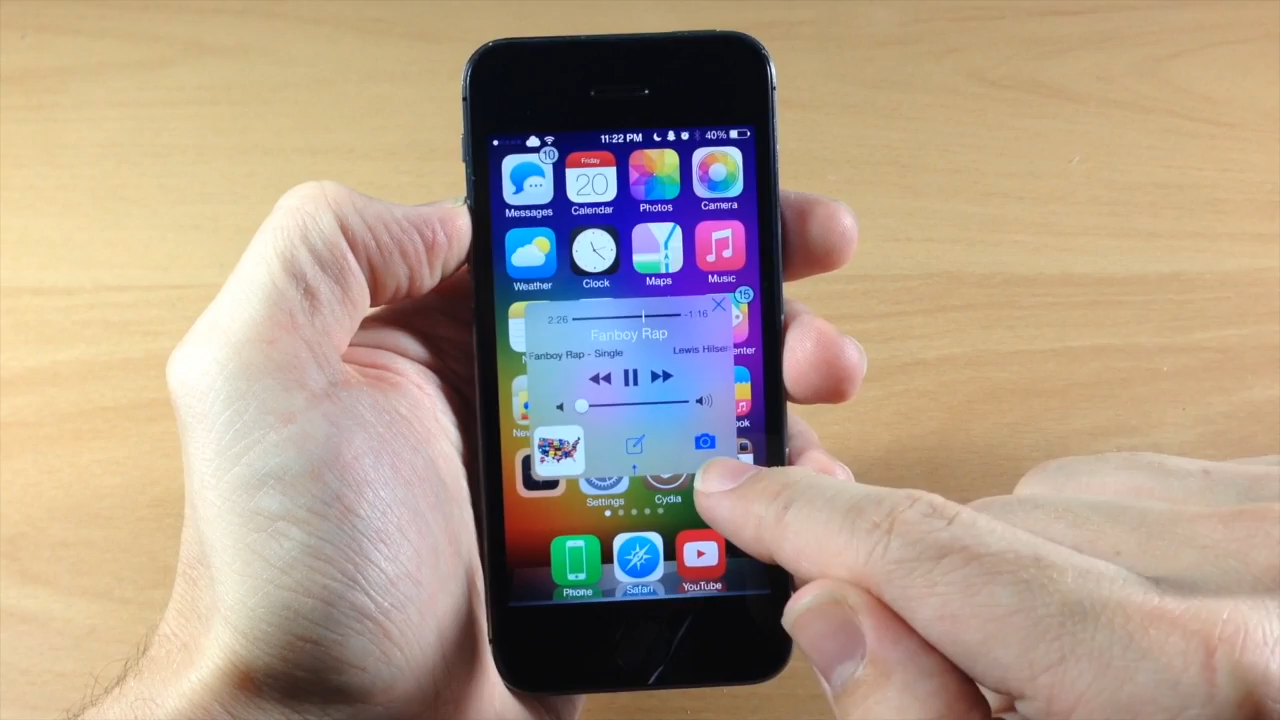 11:22 PM 40%
10
Friday
20
Messages Calendar Photos Camera
Weather Clock Maps Music
15
2:26 -1:16
Fanboy Rap
Fanboy Rap - Single Lewis Hilser
Settings Cydia
Phone Safari YouTube